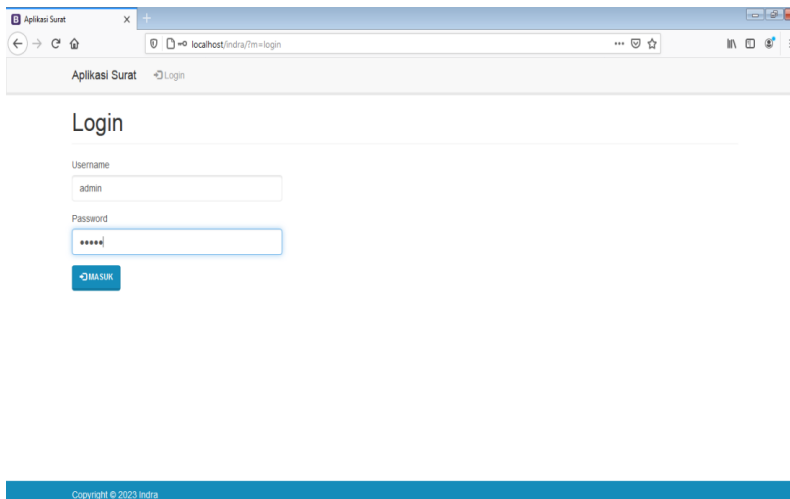 Aplikasi Surat
localhost/indra/?m=login
Aplikasi Surat Login
Login
Username
admin
Password
•••••
MASUK
Copyright © 2023 Indra